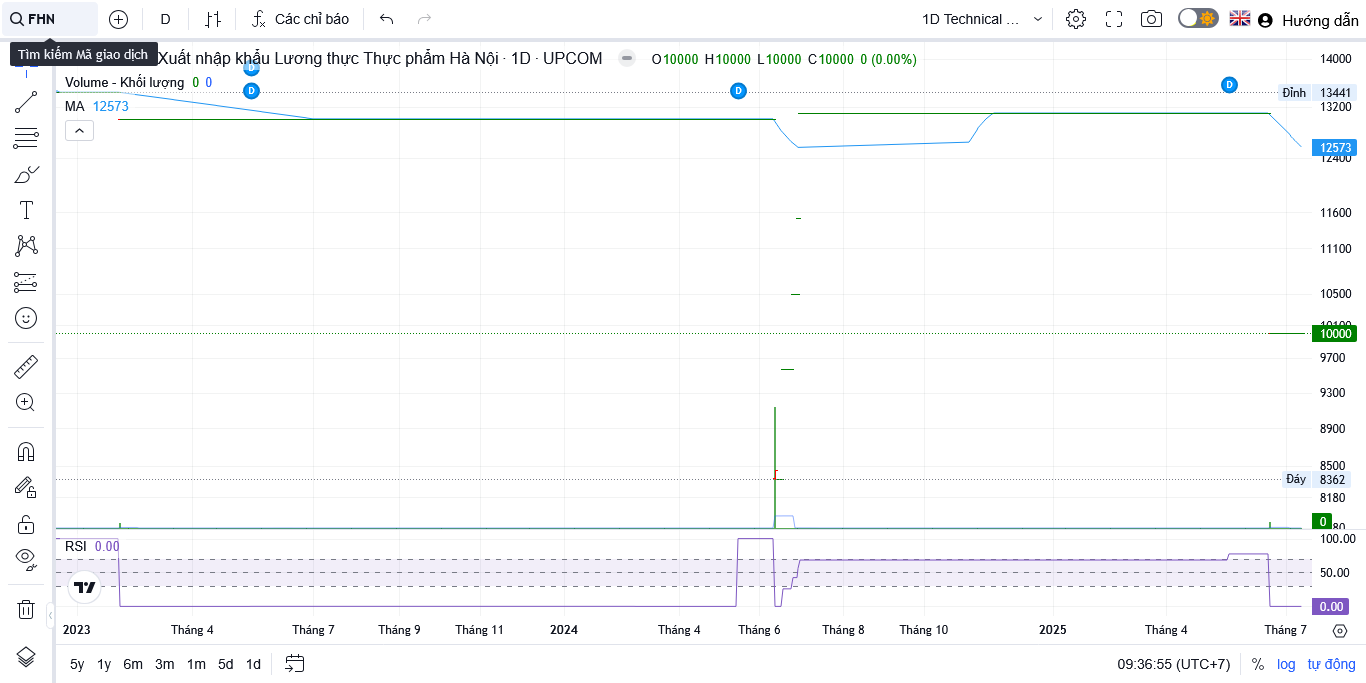 FHN
D
Các chỉ báo
1D Technical ...
Hướng dẫn
Tìm kiếm Mã giao dịch
Xuất nhập khẩu Lương thực Thực phẩm Hà Nội · 1D · UPCOM
O10000 H10000 L10000 C10000 0 (0.00%)
Volume - Khối lượng 0 0
MA 12573
D
D
D
D
14000
Đỉnh 13441
13200
12573
12400
11600
11100
10500
10100
10000
9700
9300
8900
8500
Đáy 8362
8180
0
RSI 0.00
100.00
50.00
0.00
2023 Tháng 4 Tháng 7 Tháng 9 Tháng 11 2024 Tháng 4 Tháng 6 Tháng 8 Tháng 10 2025 Tháng 4 Tháng 7
5y 1y 6m 3m 1m 5d 1d
09:36:55 (UTC+7) % log tự động